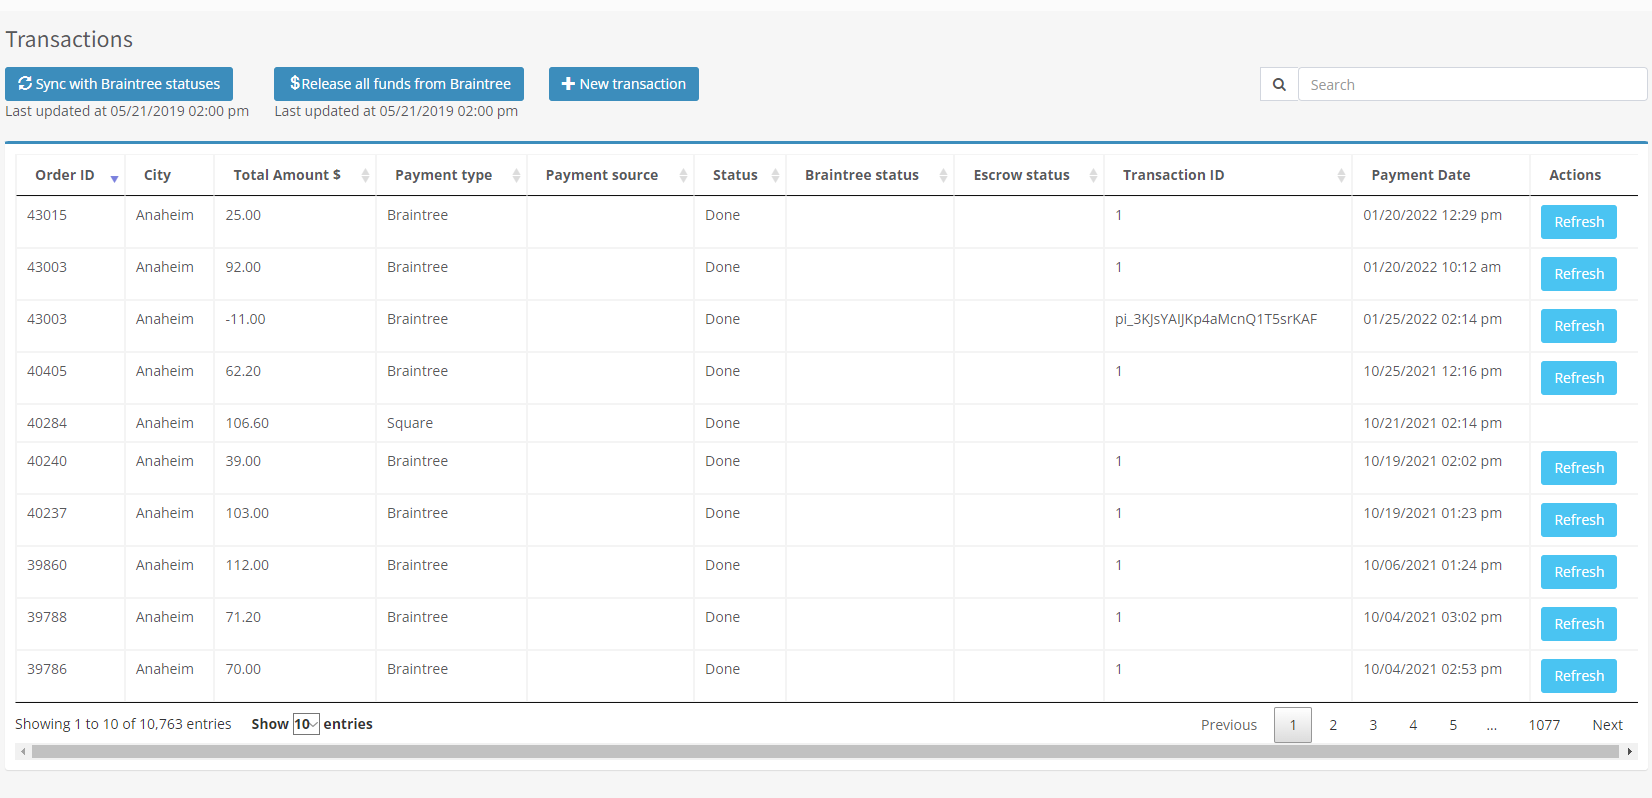 Transactions
Sync with Braintree statuses $Release all funds from Braintree New transaction Search
Last updated at 05/21/2019 02:00 pm Last updated at 05/21/2019 02:00 pm
Order ID City Total Amount $ Payment type Payment source Status Braintree status Escrow status Transaction ID Payment Date Actions
43015 Anaheim 25.00 Braintree Done 1 01/20/2022 12:29 pm Refresh
43003 Anaheim 92.00 Braintree Done 1 01/20/2022 10:12 am Refresh
43003 Anaheim -11.00 Braintree Done pi_3KJsYAIJKp4aMcnQ1T5srKAF 01/25/2022 02:14 pm Refresh
40405 Anaheim 62.20 Braintree Done 1 10/25/2021 12:16 pm Refresh
40284 Anaheim 106.60 Square Done 10/21/2021 02:14 pm
40240 Anaheim 39.00 Braintree Done 1 10/19/2021 02:02 pm Refresh
40237 Anaheim 103.00 Braintree Done 1 10/19/2021 01:23 pm Refresh
39860 Anaheim 112.00 Braintree Done 1 10/06/2021 01:24 pm Refresh
39788 Anaheim 71.20 Braintree Done 1 10/04/2021 03:02 pm Refresh
39786 Anaheim 70.00 Braintree Done 1 10/04/2021 02:53 pm Refresh
Showing 1 to 10 of 10,763 entries Show 10 entries Previous 1 2 3 4 5 ... 1077 Next